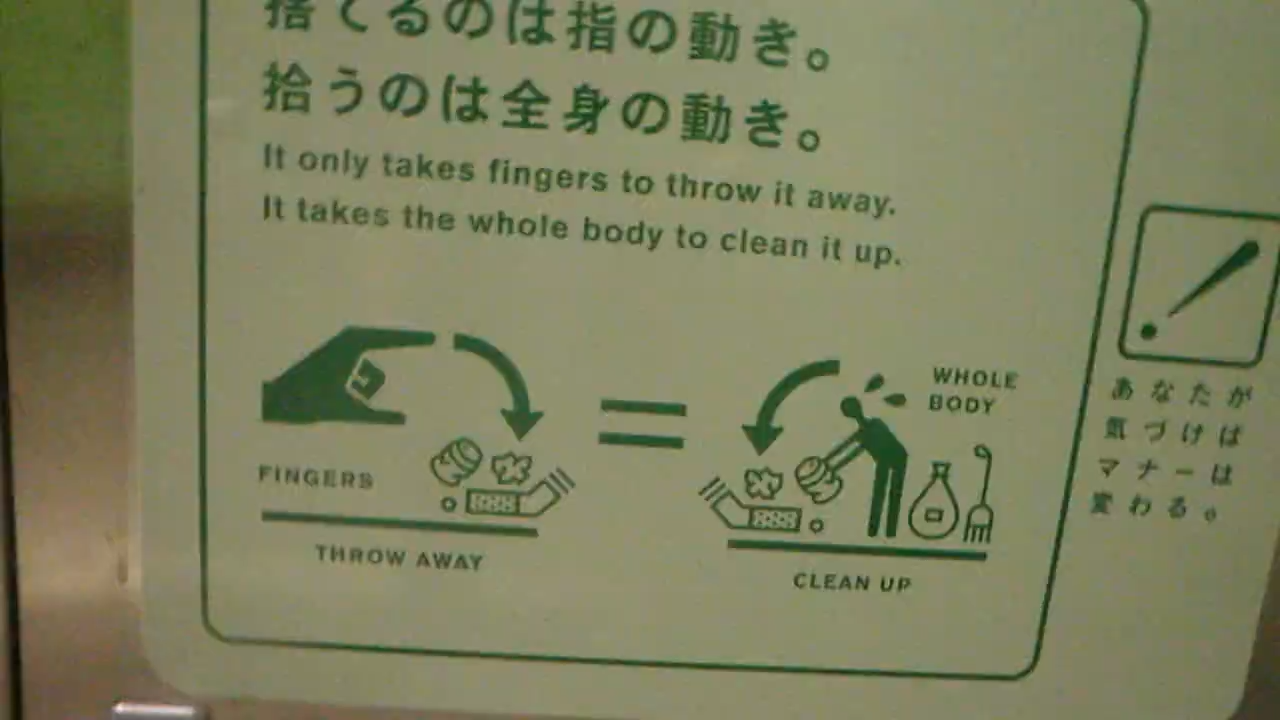 捨てるのは指の動き。
拾うのは全身の動き。
It only takes fingers to throw it away.
It takes the whole body to clean it up.
FINGERS
THROW AWAY
WHOLE
BODY
CLEAN UP
あなたが
気づけば
マナーは
変わる。